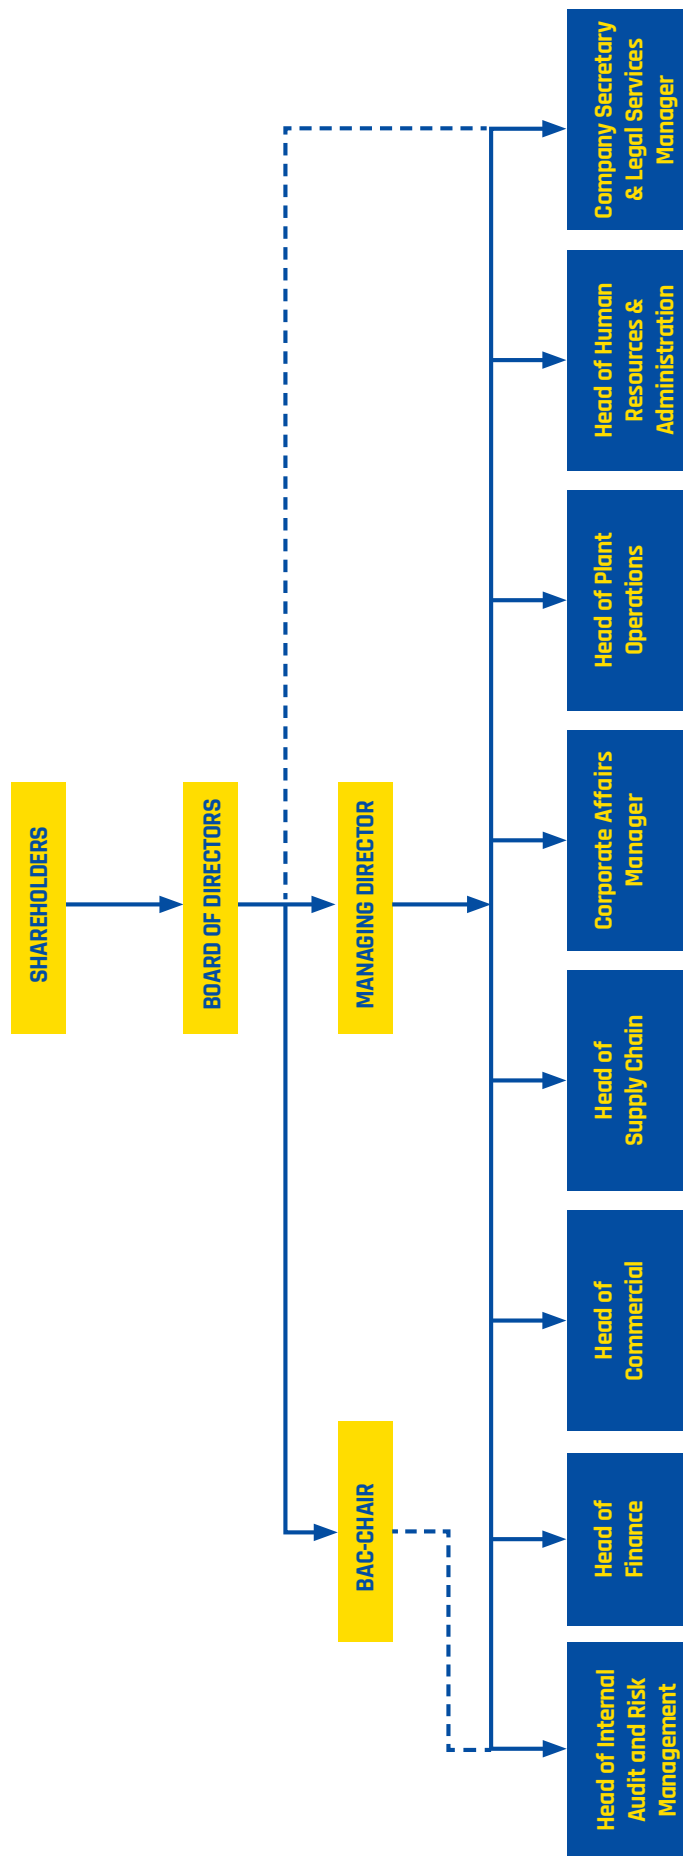 SHAREHOLDERS
BOARD OF DIRECTORS
BAC-CHAIR
MANAGING DIRECTOR
Head of Internal
Audit and Risk
Management
Head of
Finance
Head of
Commercial
Head of
Supply Chain
Corporate Affairs
Manager
Head of Plant
Operations
Head of Human
Resources &
Administration
Company Secretary
& Legal Services
Manager